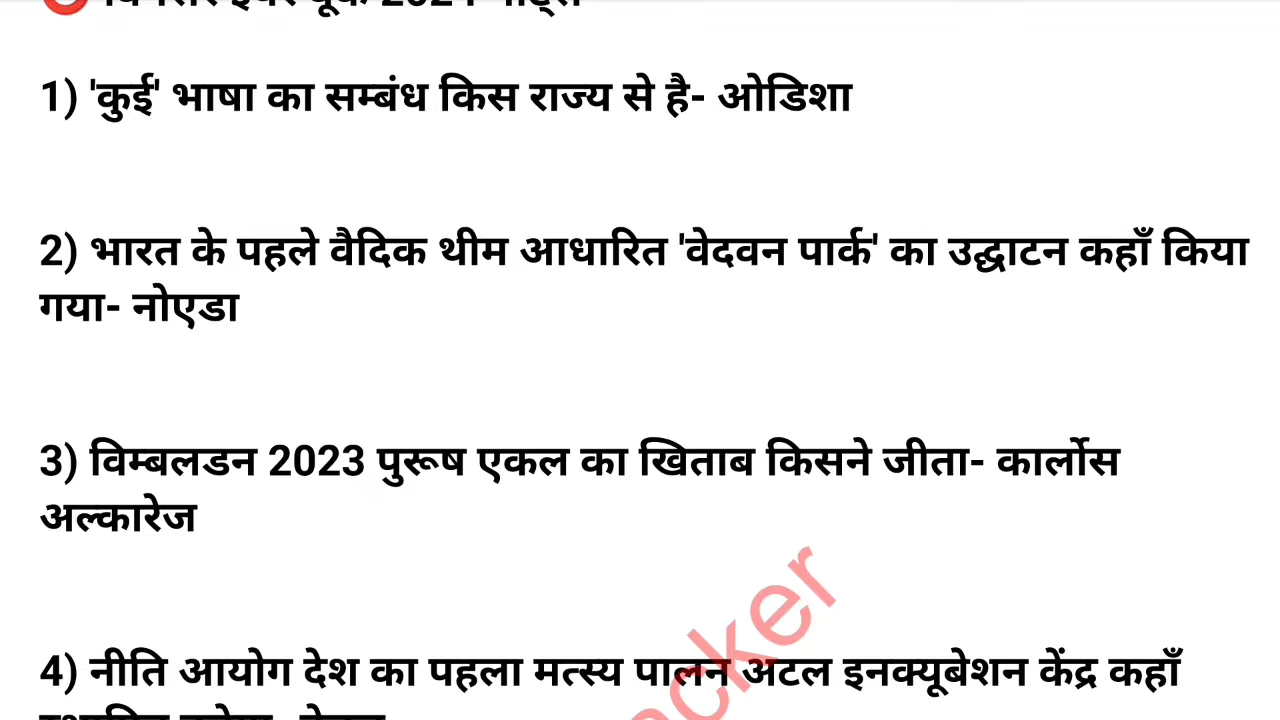 2024
1) 'कुई' भाषा का सम्बंध किस राज्य से है- ओडिशा
2) भारत के पहले वैदिक थीम आधारित 'वेदवन पार्क' का उद्घाटन कहाँ किया
गया- नोएडा
3) विम्बलडन 2023 पुरूष एकल का खिताब किसने जीता- कार्लोस
अल्कारेज
4) नीति आयोग देश का पहला मत्स्य पालन अटल इनक्यूबेशन केंद्र कहाँ